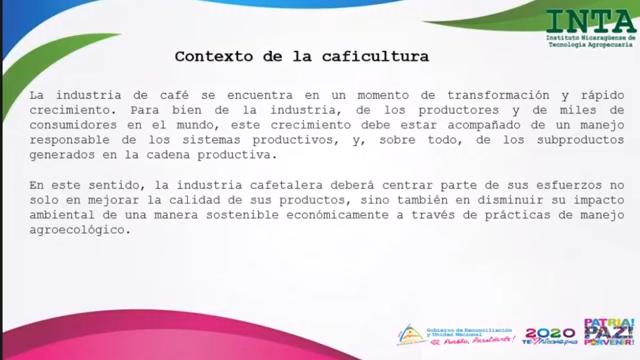 INTA
Instituto Nicaragüense de
Tecnología Agropecuaria
Contexto de la caficultura
La industria de café se encuentra en un momento de transformación y rápido
crecimiento. Para bien de la industria, de los productores y de miles de
consumidores en el mundo, este crecimiento debe estar acompañado de un manejo
responsable de los sistemas productivos, y, sobre todo, de los subproductos
generados en la cadena productiva.
En este sentido, la industria cafetalera deberá centrar parte de sus esfuerzos no
solo en mejorar la calidad de sus productos, sino también en disminuir su impacto
ambiental de una manera sostenible económicamente a través de prácticas de manejo
agroecológico.
Gobierno de Reconciliación
y Unidad Nacional
El Pueblo, Presidente!
2020
PATRIA!
PAZ!
PORVENIR!